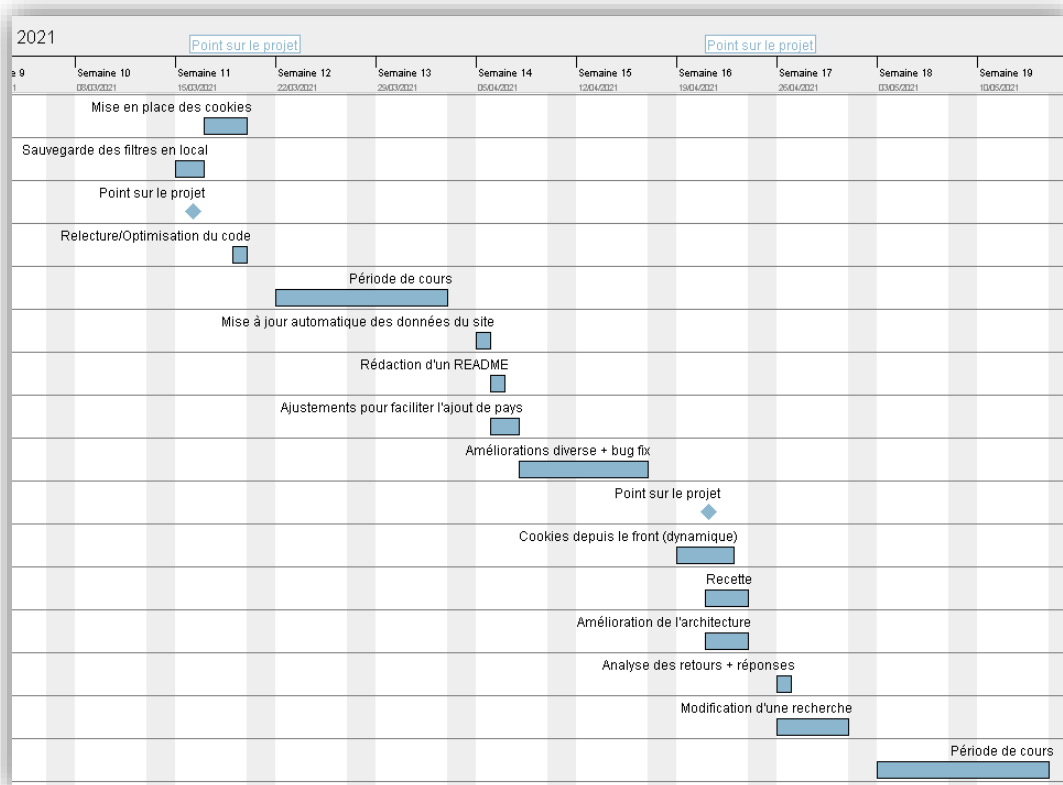 2021
Point sur le projet Point sur le projet
e 9 Semaine 10 Semaine 11 Semaine 12 Semaine 13 Semaine 14 Semaine 15 Semaine 16 Semaine 17 Semaine 18 Semaine 19
1 08/03/2021 15/03/2021 22/03/2021 29/03/2021 05/04/2021 12/04/2021 19/04/2021 26/04/2021 03/05/2021 10/05/2021
Mise en place des cookies
Sauvegarde des filtres en local
Point sur le projet
Relecture/Optimisation du code
Période de cours
Mise à jour automatique des données du site
Rédaction d'un README
Ajustements pour faciliter l'ajout de pays
Améliorations diverse + bug fix
Point sur le projet
Cookies depuis le front (dynamique)
Recette
Amélioration de l'architecture
Analyse des retours + réponses
Modification d'une recherche
Période de cours